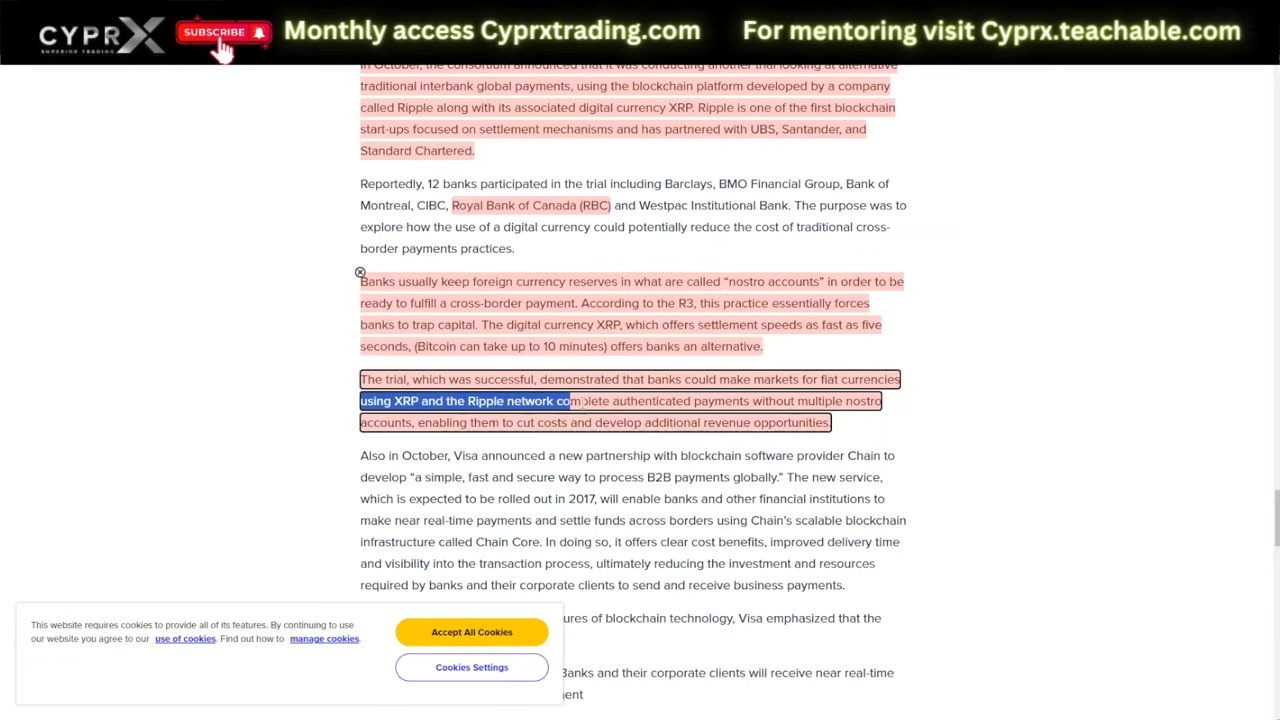 CYPRX
SUPERIOR TRADING
SUBSCRIBE
Monthly access Cyprxtrading.com
For mentoring visit Cyprx.teachable.com
In October, the consortium announced that it was conducting another trial looking at alternative
traditional interbank global payments, using the blockchain platform developed by a company
called Ripple along with its associated digital currency XRP. Ripple is one of the first blockchain
start-ups focused on settlement mechanisms and has partnered with UBS, Santander, and
Standard Chartered.
Reportedly, 12 banks participated in the trial including Barclays, BMO Financial Group, Bank of
Montreal, CIBC, Royal Bank of Canada (RBC) and Westpac Institutional Bank. The purpose was to
explore how the use of a digital currency could potentially reduce the cost of traditional cross-
border payments practices.
Banks usually keep foreign currency reserves in what are called “nostro accounts” in order to be
ready to fulfill a cross-border payment. According to the R3, this practice essentially forces
banks to trap capital. The digital currency XRP, which offers settlement speeds as fast as five
seconds, (Bitcoin can take up to 10 minutes) offers banks an alternative.
The trial, which was successful, demonstrated that banks could make markets for fiat currencies
using XRP and the Ripple network complete authenticated payments without multiple nostro
accounts, enabling them to cut costs and develop additional revenue opportunities.
Also in October, Visa announced a new partnership with blockchain software provider Chain to
develop “a simple, fast and secure way to process B2B payments globally.” The new service,
which is expected to be rolled out in 2017, will enable banks and other financial institutions to
make near real-time payments and settle funds across borders using Chain’s scalable blockchain
infrastructure called Chain Core. In doing so, it offers clear cost benefits, improved delivery time
and visibility into the transaction process, ultimately reducing the investment and resources
required by banks and their corporate clients to send and receive business payments.
ures of blockchain technology, Visa emphasized that the
Banks and their corporate clients will receive near real-time
ment
This website requires cookies to provide all of its features. By continuing to use
our website you agree to our use of cookies. Find out how to manage cookies.
Accept All Cookies
Cookies Settings